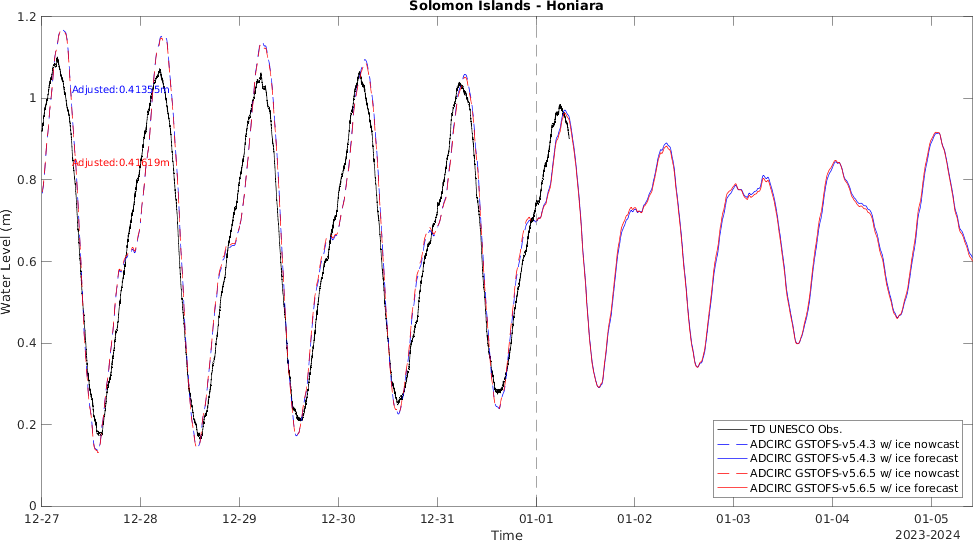 Solomon Islands - Honiara
1.2
1
0.8
0.6
0.4
0.2
0
Water Level (m)
Adjusted:0.41355m
Adjusted:0.41619m
TD UNESCO Obs.
ADCIRC GSTOFS-v5.4.3 w/ ice nowcast
ADCIRC GSTOFS-v5.4.3 w/ ice forecast
ADCIRC GSTOFS-v5.6.5 w/ ice nowcast
ADCIRC GSTOFS-v5.6.5 w/ ice forecast
12-27 12-28 12-29 12-30 12-31 01-01 01-02 01-03 01-04 01-05
Time
2023-2024